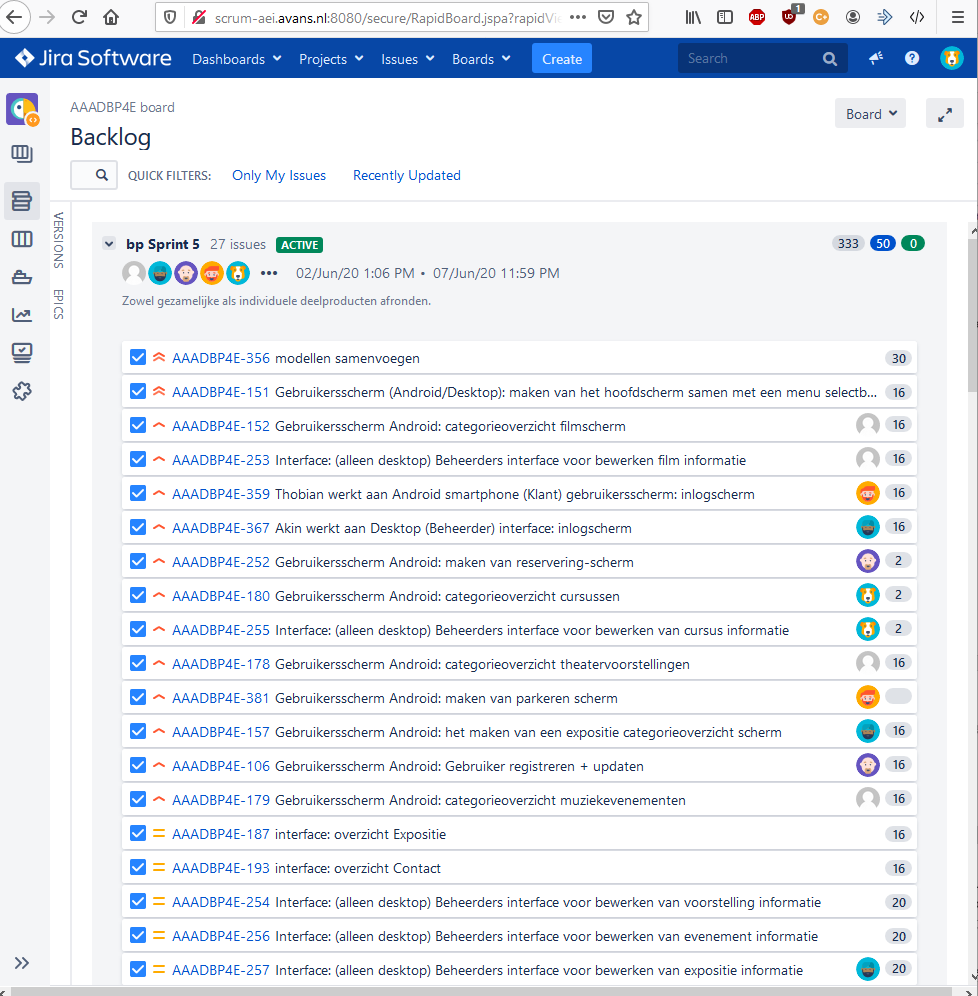 scrum-aei.avans.nl:8080/secure/RapidBoard.jspa?rapidVie
ABP
UD
1
C+
Jira Software
Dashboards
Projects
Issues
Boards
Create
Search
AAADBP4E board
Backlog
Board
QUICK FILTERS:
Only My Issues
Recently Updated
VERSIONS
EPICS
bp Sprint 5 27 issues ACTIVE
333 50 0
••• 02/Jun/20 1:06 PM • 07/Jun/20 11:59 PM
Zowel gezamelijke als individuele deelproducten afronden.
AAADBP4E-356 modellen samenvoegen 30
AAADBP4E-151 Gebruikersscherm (Android/Desktop): maken van het hoofdscherm samen met een menu selectb... 16
AAADBP4E-152 Gebruikersscherm Android: categorieoverzicht filmscherm 16
AAADBP4E-253 Interface: (alleen desktop) Beheerders interface voor bewerken film informatie 16
AAADBP4E-359 Thobian werkt aan Android smartphone (Klant) gebruikersscherm: inlogscherm 16
AAADBP4E-367 Akin werkt aan Desktop (Beheerder) interface: inlogscherm 16
AAADBP4E-252 Gebruikersscherm Android: maken van reservering-scherm 2
AAADBP4E-180 Gebruikersscherm Android: categorieoverzicht cursussen 2
AAADBP4E-255 Interface: (alleen desktop) Beheerders interface voor bewerken van cursus informatie 2
AAADBP4E-178 Gebruikersscherm Android: categorieoverzicht theatervoorstellingen 16
AAADBP4E-381 Gebruikersscherm Android: maken van parkeren scherm
AAADBP4E-157 Gebruikersscherm Android: het maken van een expositie categorieoverzicht scherm 16
AAADBP4E-106 Gebruikersscherm Android: Gebruiker registreren + updaten 16
AAADBP4E-179 Gebruikersscherm Android: categorieoverzicht muziekevenementen 16
AAADBP4E-187 interface: overzicht Expositie 16
AAADBP4E-193 interface: overzicht Contact 16
AAADBP4E-254 Interface: (alleen desktop) Beheerders interface voor bewerken van voorstelling informatie 20
AAADBP4E-256 Interface: (alleen desktop) Beheerders interface voor bewerken van evenement informatie 20
AAADBP4E-257 Interface: (alleen desktop) Beheerders interface voor bewerken van expositie informatie 20